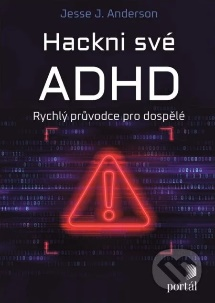 Jesse J. Anderson
Hackni své
ADHD
Rychlý průvodce pro dospělé
portál